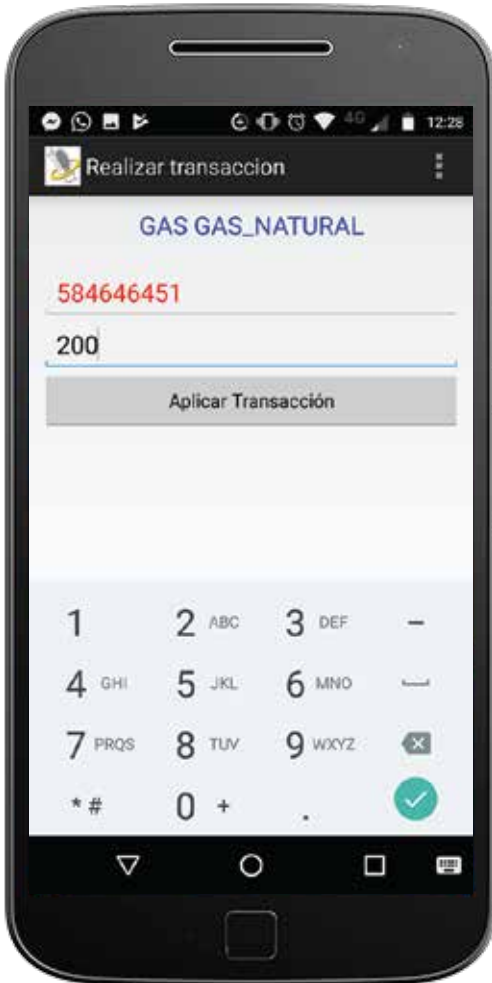 4G 12:28
Realizar transaccion
GAS GAS_NATURAL
584646451
200
Aplicar Transacción
1 2 ABC 3 DEF -
4 GHI 5 JKL 6 MNO
7 PRQS 8 TUV 9 WXYZ
* # 0 + .